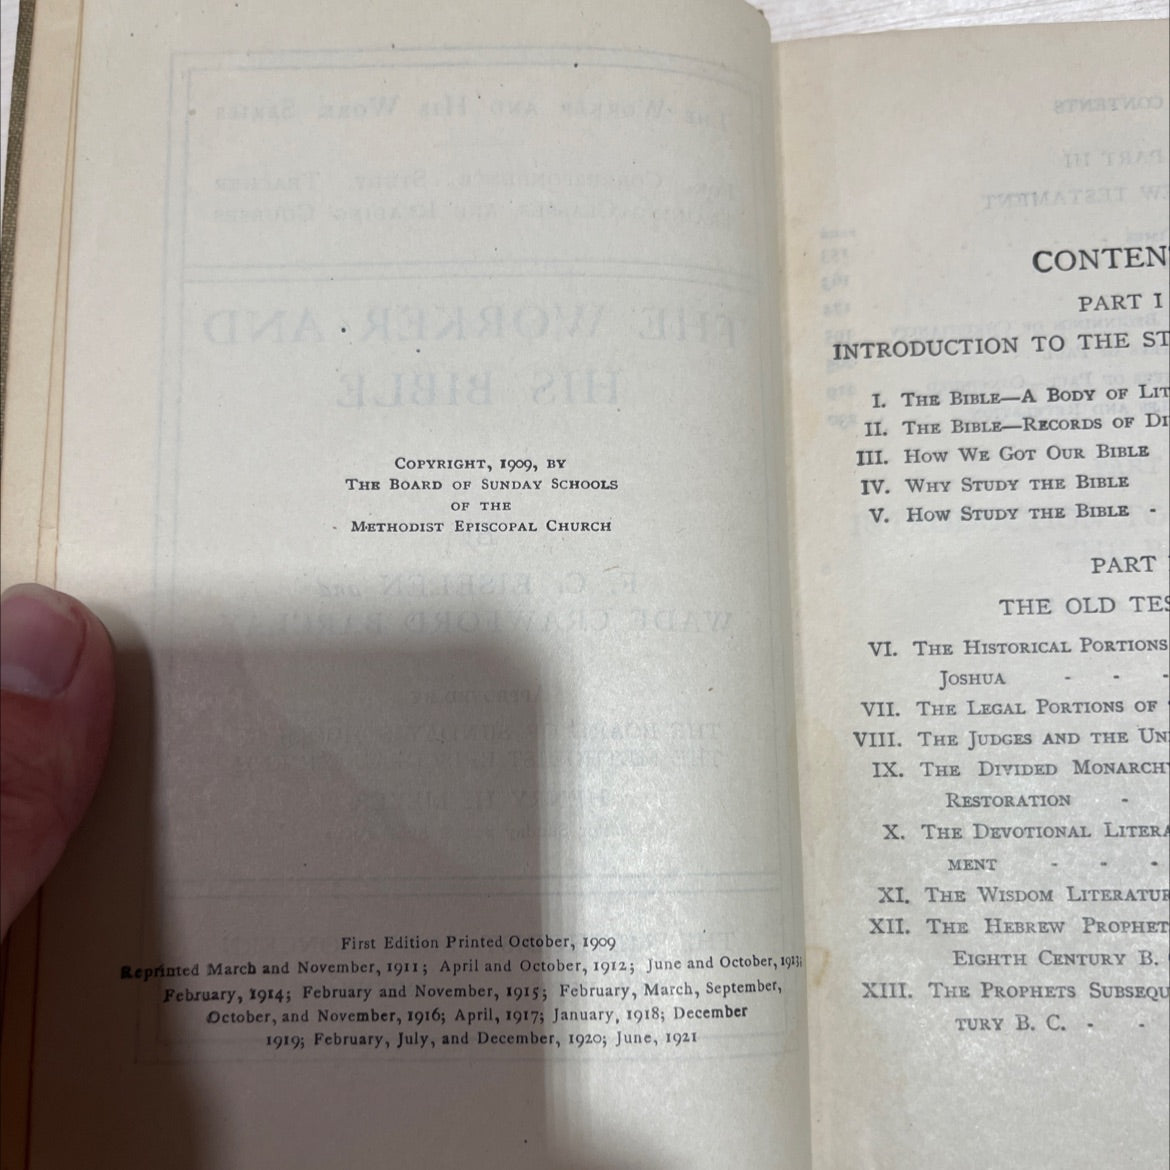 COPYRIGHT, 1909, BY
THE BOARD OF SUNDAY SCHOOLS
OF THE
METHODIST EPISCOPAL CHURCH
First Edition Printed October, 1909
Reprinted March and November, 1911; April and October, 1912; June and October, 1913;
February, 1914; February and November, 1915; February, March, September,
October, and November, 1916; April, 1917; January, 1918; December
1919; February, July, and December, 1920; June, 1921
CONTEN
PART I
INTRODUCTION TO THE ST
I. THE BIBLE—A BODY OF LIT
II. THE BIBLE—RECORDS OF DI
III. HOW WE GOT OUR BIBLE
IV. WHY STUDY THE BIBLE
V. HOW STUDY THE BIBLE -
PART
THE OLD TES
VI. THE HISTORICAL PORTIONS
JOSHUA - - -
VII. THE LEGAL PORTIONS OF
VIII. THE JUDGES AND THE UN
IX. THE DIVIDED MONARCH
RESTORATION -
X. THE DEVOTIONAL LITERA
MENT - - -
XI. THE WISDOM LITERATUR
XII. THE HEBREW PROPHET
EIGHTH CENTURY B.
XIII. THE PROPHETS SUBSEQU
TURY B. C. - -